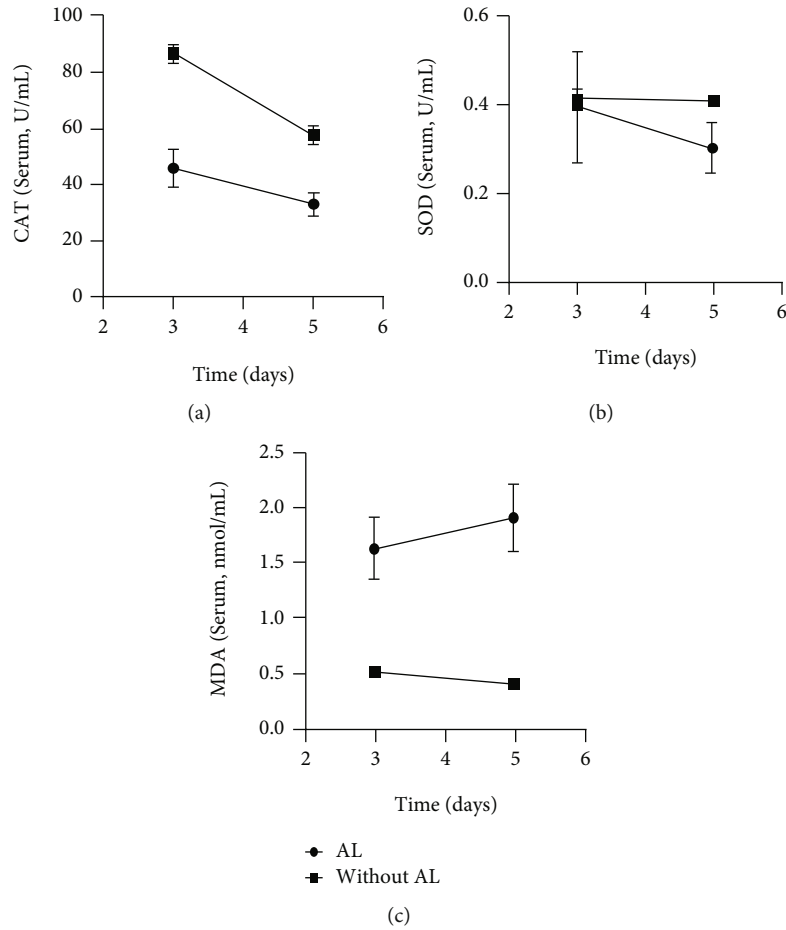 100
80
60
40
20
0
CAT (Serum, U/mL)
2 3 4 5 6
Time (days)
(a)
0.6
0.4
0.2
0.0
SOD (Serum, U/mL)
2 3 4 5 6
Time (days)
(b)
2.5
2.0
1.5
1.0
0.5
0.0
MDA (Serum, nmol/mL)
2 3 4 5 6
Time (days)
AL
Without AL
(c)